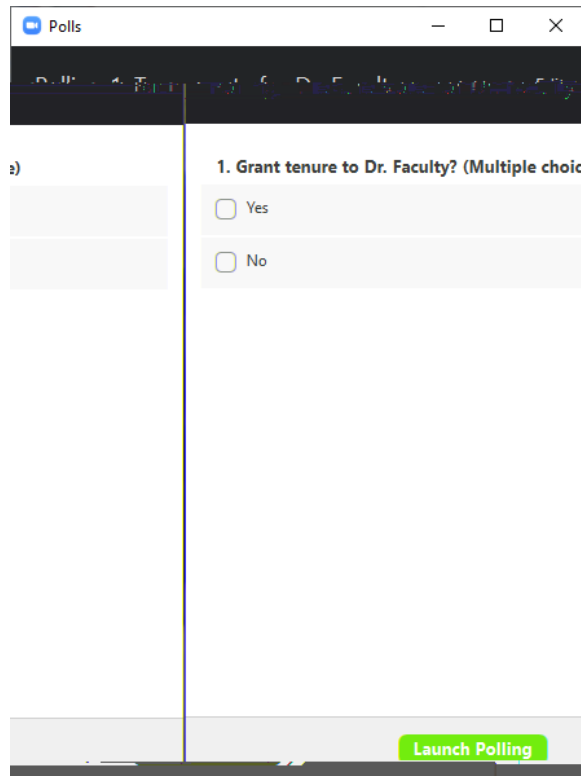 Polls
e)
1. Grant tenure to Dr. Faculty? (Multiple choic
Yes
No
Launch Polling